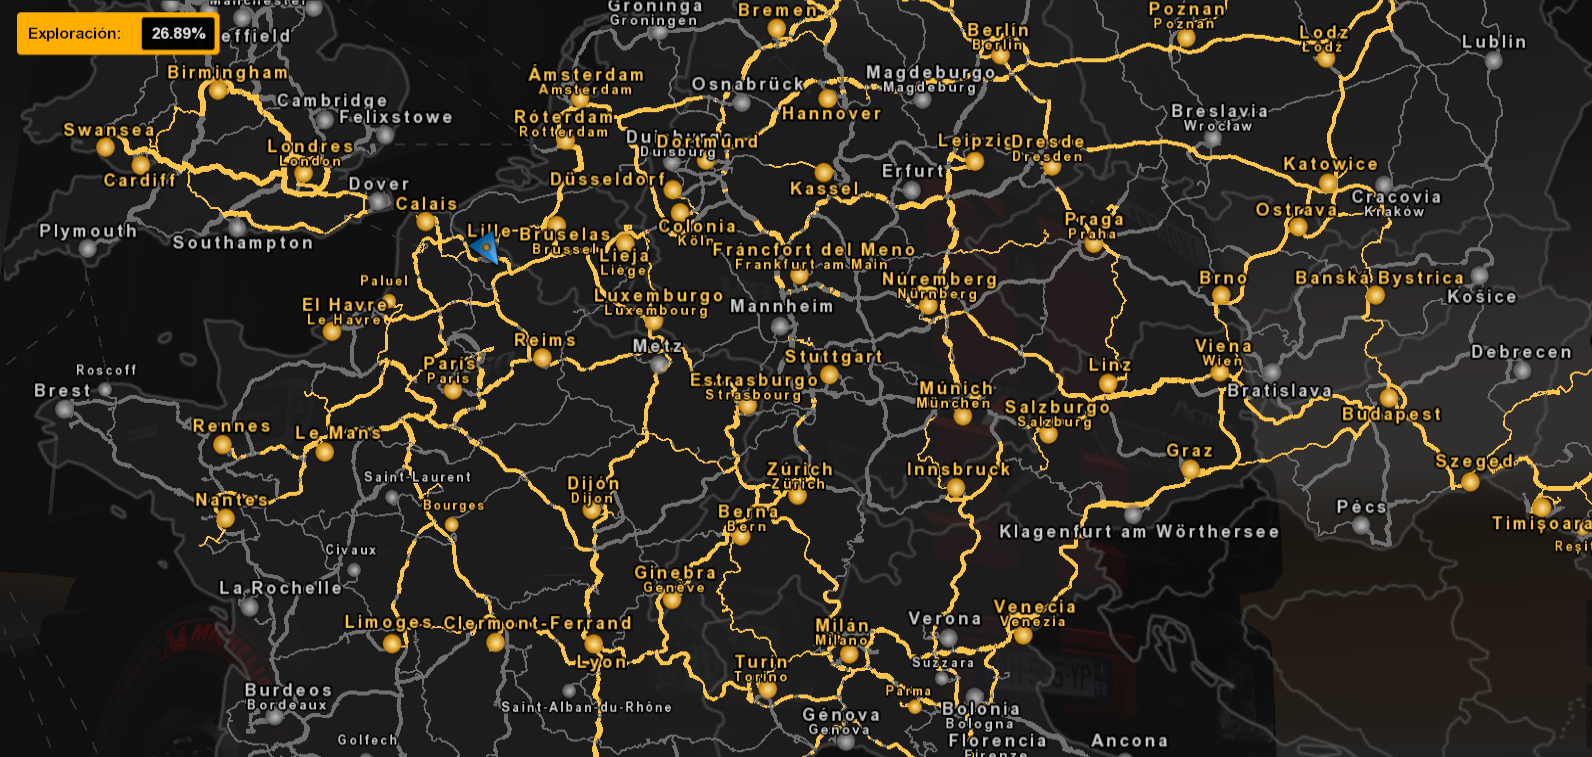 Manchester
Groninga
Groningen
Bremen
Poznan
Poznań
Exploración: 26.89%
effield
Berlín
Berlin
Lodz
Łódź
Lublin
Birmingham
Ámsterdam
Amsterdam
Osnabrück
Magdeburgo
Magdeburg
Cambridge
Felixstowe
Róterdam
Rotterdam
Hannover
Breslavia
Wrocław
Swansea
Londres
London
Duisburgo
Duisburg
Dortmund
Leipzig
Dresde
Dresden
Cardiff
Dover
Düsseldorf
Kassel
Erfurt
Katowice
Cracovia
Kraków
Calais
Ostrava
Plymouth
Southampton
Lille
Bruselas
Brussel
Colonia
Köln
Praga
Praha
Lieja
Liège
Fráncfort del Meno
Frankfurt am Main
Paluel
Núremberg
Nürnberg
Brno
Banská Bystrica
Košice
El Havre
Le Havre
Luxemburgo
Luxembourg
Mannheim
Reims
Metz
Stuttgart
Viena
Wien
Debrecen
Roscoff
Brest
París
Paris
Estrasburgo
Strasbourg
Múnich
München
Linz
Bratislava
Salzburgo
Salzburg
Budapest
Rennes
Le Mans
Graz
Szeged
Saint-Laurent
Dijon
Dijón
Zúrich
Zürich
Innsbruck
Nantes
Bourges
Berna
Bern
Pécs
Timișoara
Klagenfurt am Wörthersee
Reșiț
Civaux
La Rochelle
Ginebra
Genève
Limoges
Clermont-Ferrand
Lyon
Milán
Milano
Verona
Venecia
Venezia
Turín
Torino
Suzzara
Burdeos
Bordeaux
Saint-Alban-du-Rhône
Parma
Génova
Genova
Bolonia
Bologna
Golfech
Florencia
Firenze
Ancona
MICHELIN